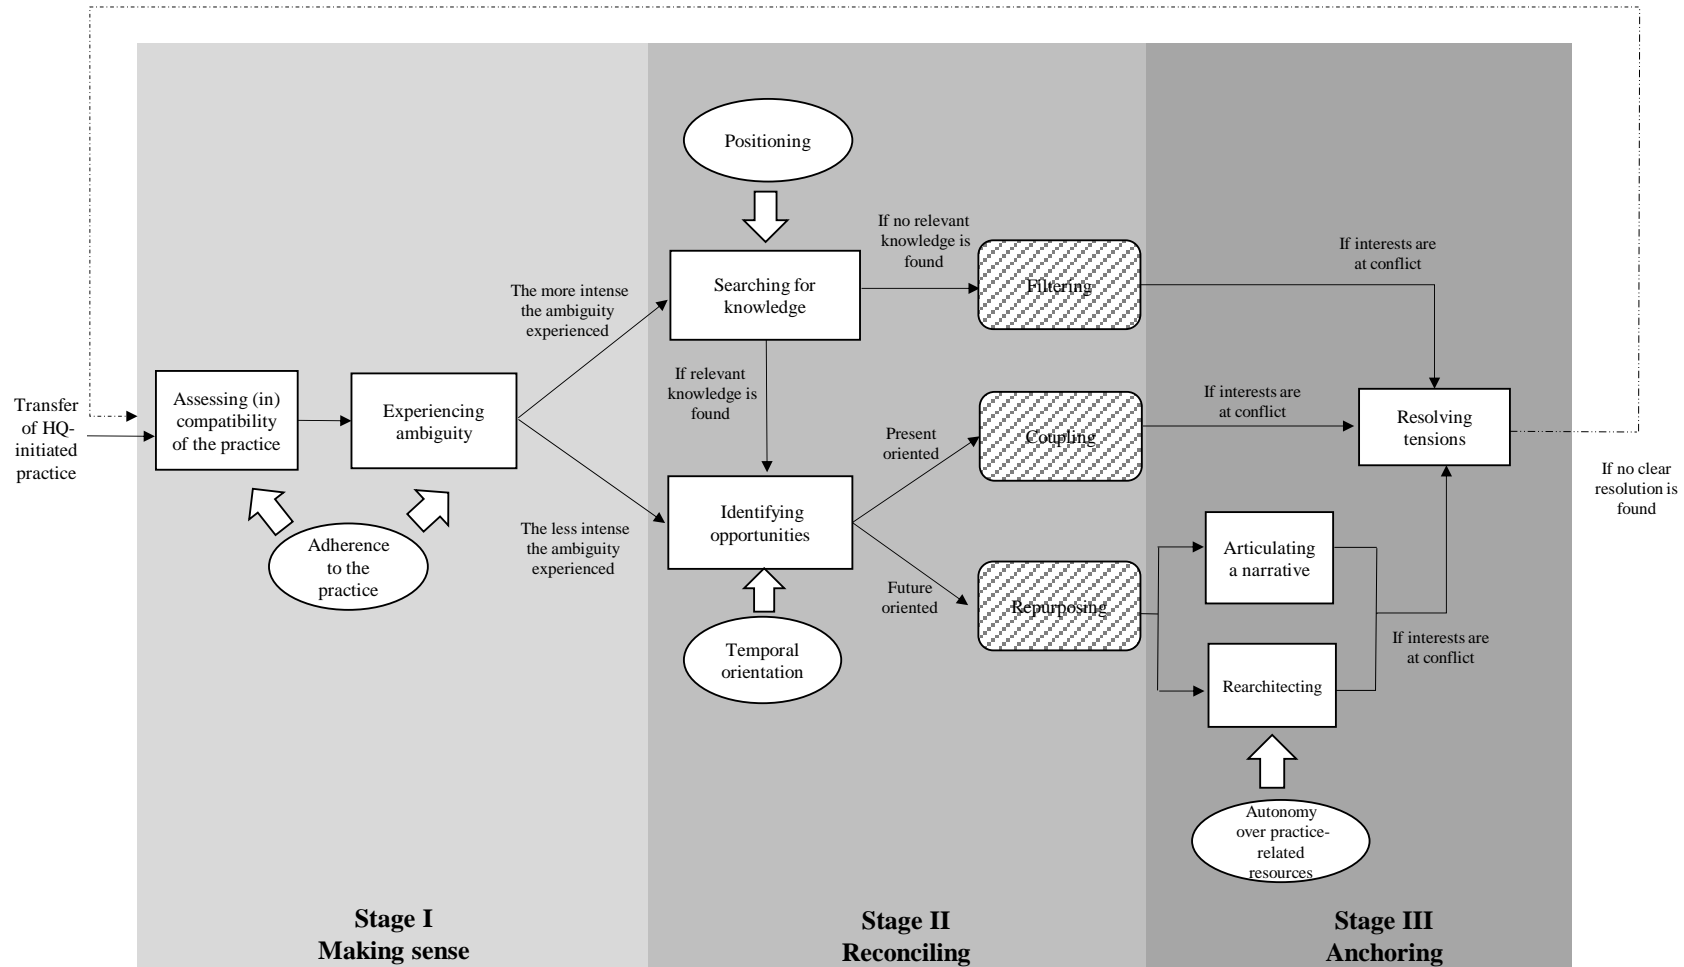 Transfer
of HQ-
initiated
practice
Assessing (in)
compatibility
of the practice
Experiencing
ambiguity
Adherence
to the
practice
The more intense
the ambiguity
experienced
The less intense
the ambiguity
experienced
Stage I
Making sense
Positioning
Searching for
knowledge
If no relevant
knowledge is
found
Filtering
If relevant
knowledge is
found
Identifying
opportunities
Present
oriented
Coupling
Future
oriented
Repurposing
Temporal
orientation
Stage II
Reconciling
If interests are
at conflict
If interests are
at conflict
Resolving
tensions
Articulating
a narrative
Rearchitecting
If interests are
at conflict
Autonomy
over practice-
related
resources
Stage III
Anchoring
If no clear
resolution is
found